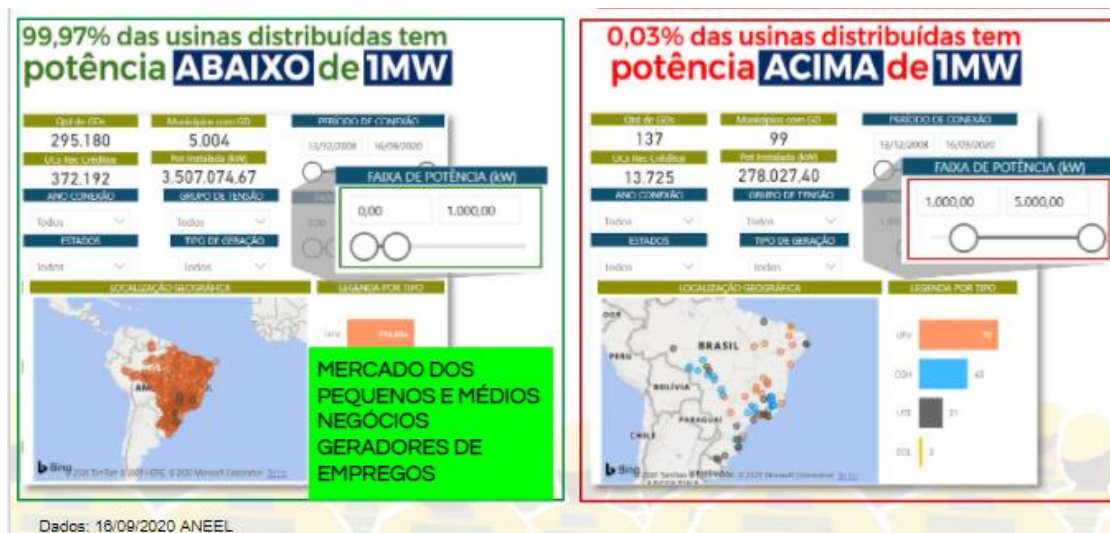 99,97% das usinas distribuídas tem
potência ABAIXO de 1MW
Qtd de GDs
Municípios com GD
PERÍODO DE CONEXÃO
295.180
5.004
13/12/2008
16/09/2020
UCs Rec Créditos
Pot Instalada (kW)
372.192
3.507.074,67
FAIXA DE POTÊNCIA (kW)
ANO CONEXÃO
GRUPO DE TENSÃO
0,00
1.000,00
Todos
Todos
ESTADOS
TIPO DE GERAÇÃO
Todos
Todos
LOCALIZAÇÃO GEOGRÁFICA
LEGENDA POR TIPO
UFV
MERCADO DOS
PEQUENOS E MÉDIOS
NEGÓCIOS
GERADORES DE
EMPREGOS
Bing
0,03% das usinas distribuídas tem
potência ACIMA de 1MW
Qtd de GDs
Municípios com GD
PERÍODO DE CONEXÃO
137
99
13/12/2008
16/09/2020
UCs Rec Créditos
Pot Instalada (kW)
13.725
278.027,40
FAIXA DE POTÊNCIA (kW)
ANO CONEXÃO
GRUPO DE TENSÃO
1.000,00
5.000,00
Todos
Todos
ESTADOS
TIPO DE GERAÇÃO
Todos
Todos
LOCALIZAÇÃO GEOGRÁFICA
LEGENDA POR TIPO
BRASIL
PERU
BOLÍVIA
PARAGUAI
CHILE
UFV
CGH
UTE
21
EOL
3
Bing
Dados: 16/09/2020 ANEEL